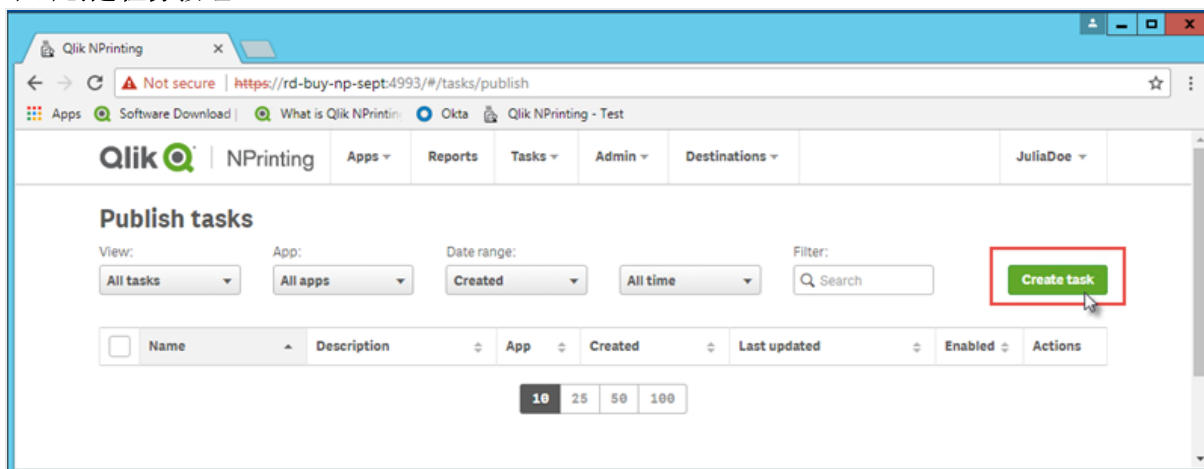 Qlik NPrinting
Not secure | https://rd-buy-np-sept:4993/#/tasks/publish
Apps Software Download | What is Qlik NPrinting Okta Qlik NPrinting - Test
Qlik NPrinting Apps Reports Tasks Admin Destinations JuliaDoe
Publish tasks
View: App: Date range: Filter:
All tasks All apps Created All time Search Create task
Name Description App Created Last updated Enabled Actions
10 25 50 100